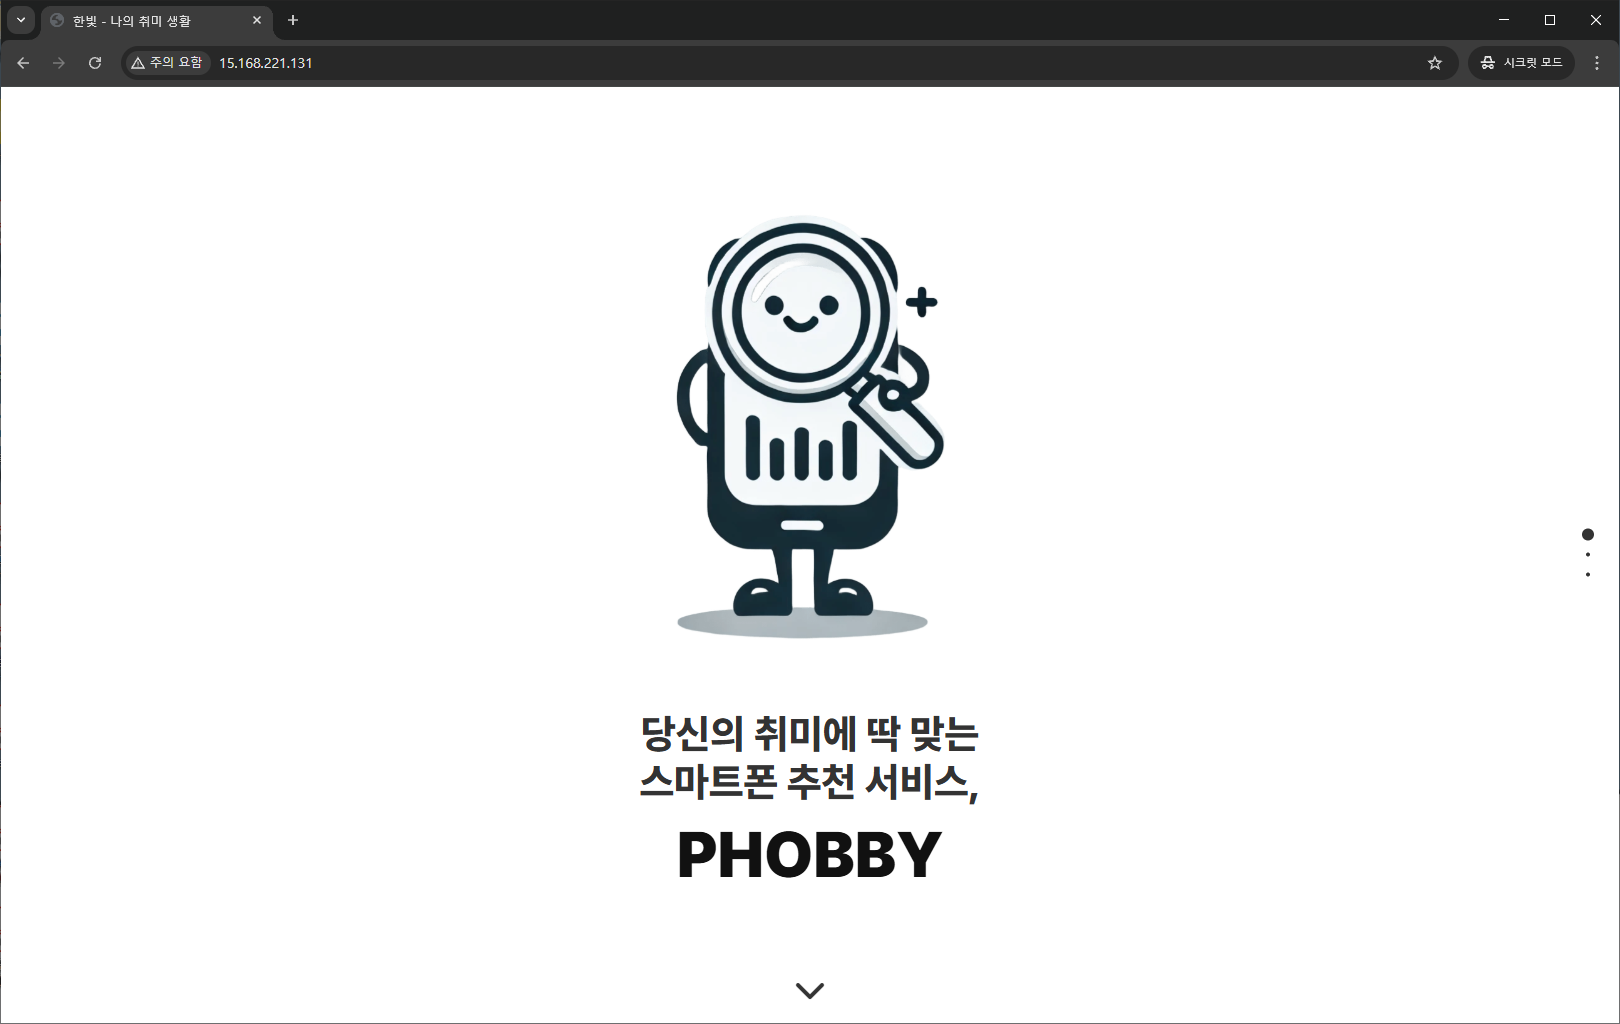 한빛 - 나의 취미 생활
주의 요함
15.168.221.131
시크릿 모드
당신의 취미에 딱 맞는
스마트폰 추천 서비스,
PHOBBY